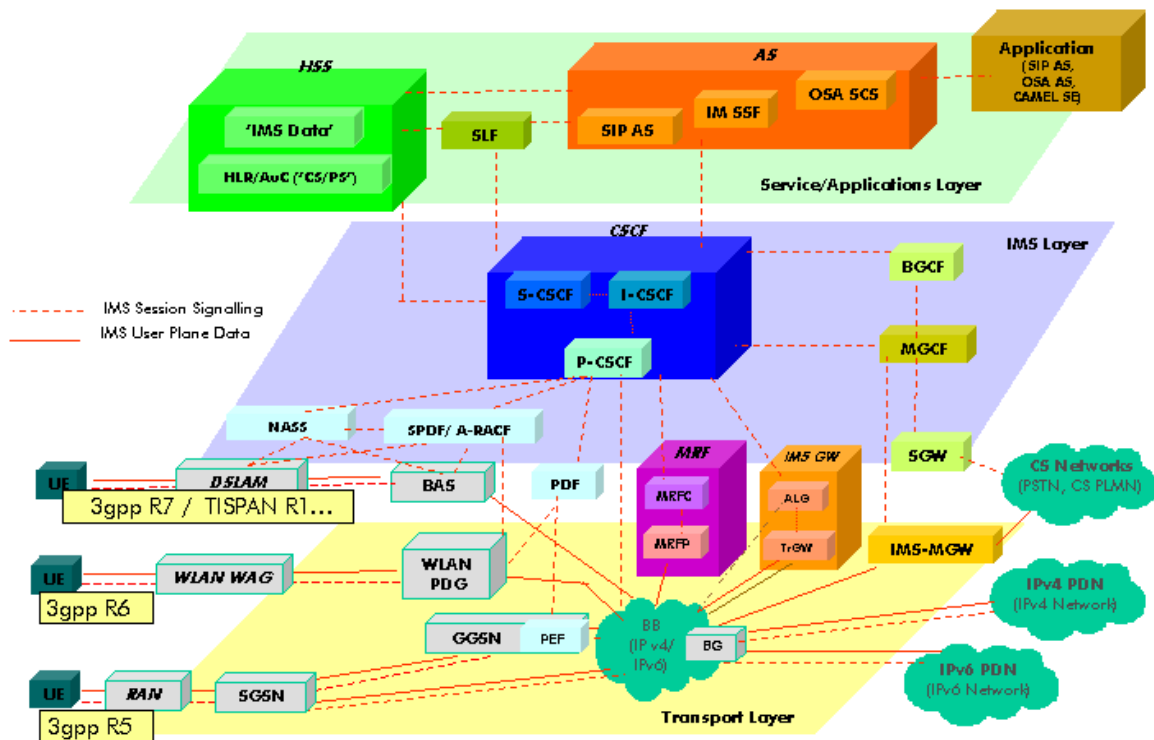 HSS
AS
Application
(SIP AS,
OSA AS,
CAMEL SE)
OSA SCS
IM SSF
'IMS Data'
SLF
SIP AS
HLR/AuC ('CS/PS')
Service/Applications Layer
CSCF
IMS Layer
BGCF
S-CSCF
I-CSCF
IMS Session Signalling
IMS User Plane Data
MGCF
P-CSCF
NASS
SPDF/ A-RACF
MRF
IMS GW
SGW
CS Networks
(PSTN, CS PLMN)
UE
DSLAM
BAS
PDF
MRFC
ALG
3gpp R7 / TISPAN R1...
MRFP
TrGW
IMS-MGW
UE
WLAN WAG
WLAN
PDG
3gpp R6
IPv4 PDN
(IPv4 Network)
GGSN
PEF
BB
(IP v4/
IPv6)
BG
IPv6 PDN
(IPv6 Network)
UE
RAN
SGSN
3gpp R5
Transport Layer